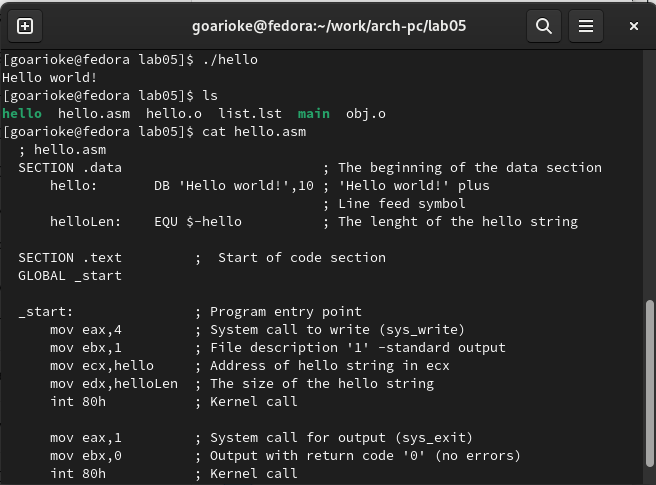 goarioke@fedora:~/work/arch-pc/lab05
[goarioke@fedora lab05]$ ./hello
Hello world!
[goarioke@fedora lab05]$ ls
hello  hello.asm  hello.o  list.lst  main  obj.o
[goarioke@fedora lab05]$ cat hello.asm
  ; hello.asm
  SECTION .data                         ; The beginning of the data section
      hello:       DB 'Hello world!',10 ; 'Hello world!' plus
                                        ; Line feed symbol
      helloLen:    EQU $-hello          ; The lenght of the hello string
  SECTION .text         ;  Start of code section
  GLOBAL _start
  _start:               ; Program entry point
      mov eax,4         ; System call to write (sys_write)
      mov ebx,1         ; File description '1' -standard output
      mov ecx,hello     ; Address of hello string in ecx
      mov edx,helloLen  ; The size of the hello string
      int 80h           ; Kernel call
      mov eax,1         ; System call for output (sys_exit)
      mov ebx,0         ; Output with return code '0' (no errors)
      int 80h           ; Kernel call